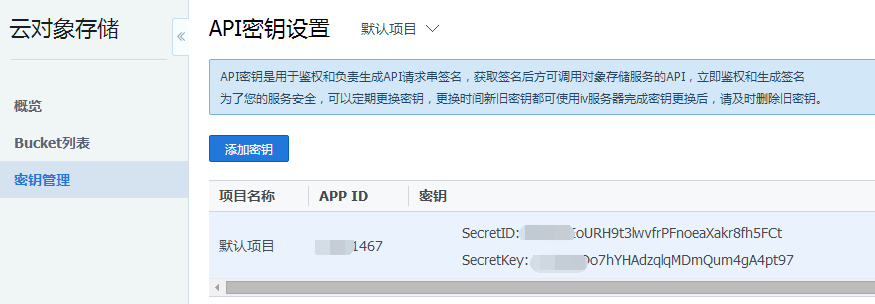 云对象存储
«
API密钥设置
默认项目
API密钥是用于鉴权和负责生成API请求串签名，获取签名后方可调用对象存储服务的API，立即鉴权和生成签名
为了您的服务安全，可以定期更换密钥，更换时间新旧密钥都可使用iv服务器完成密钥更换后，请及时删除旧密钥。
概览
Bucket列表
密钥管理
添加密钥
项目名称 APP ID 密钥
SecretID: IoURH9t3lwvfrPFnoeaXakr8fh5FCt
默认项目 1467
SecretKey: Oo7hYHAdzqlqMDmQum4gA4pt97